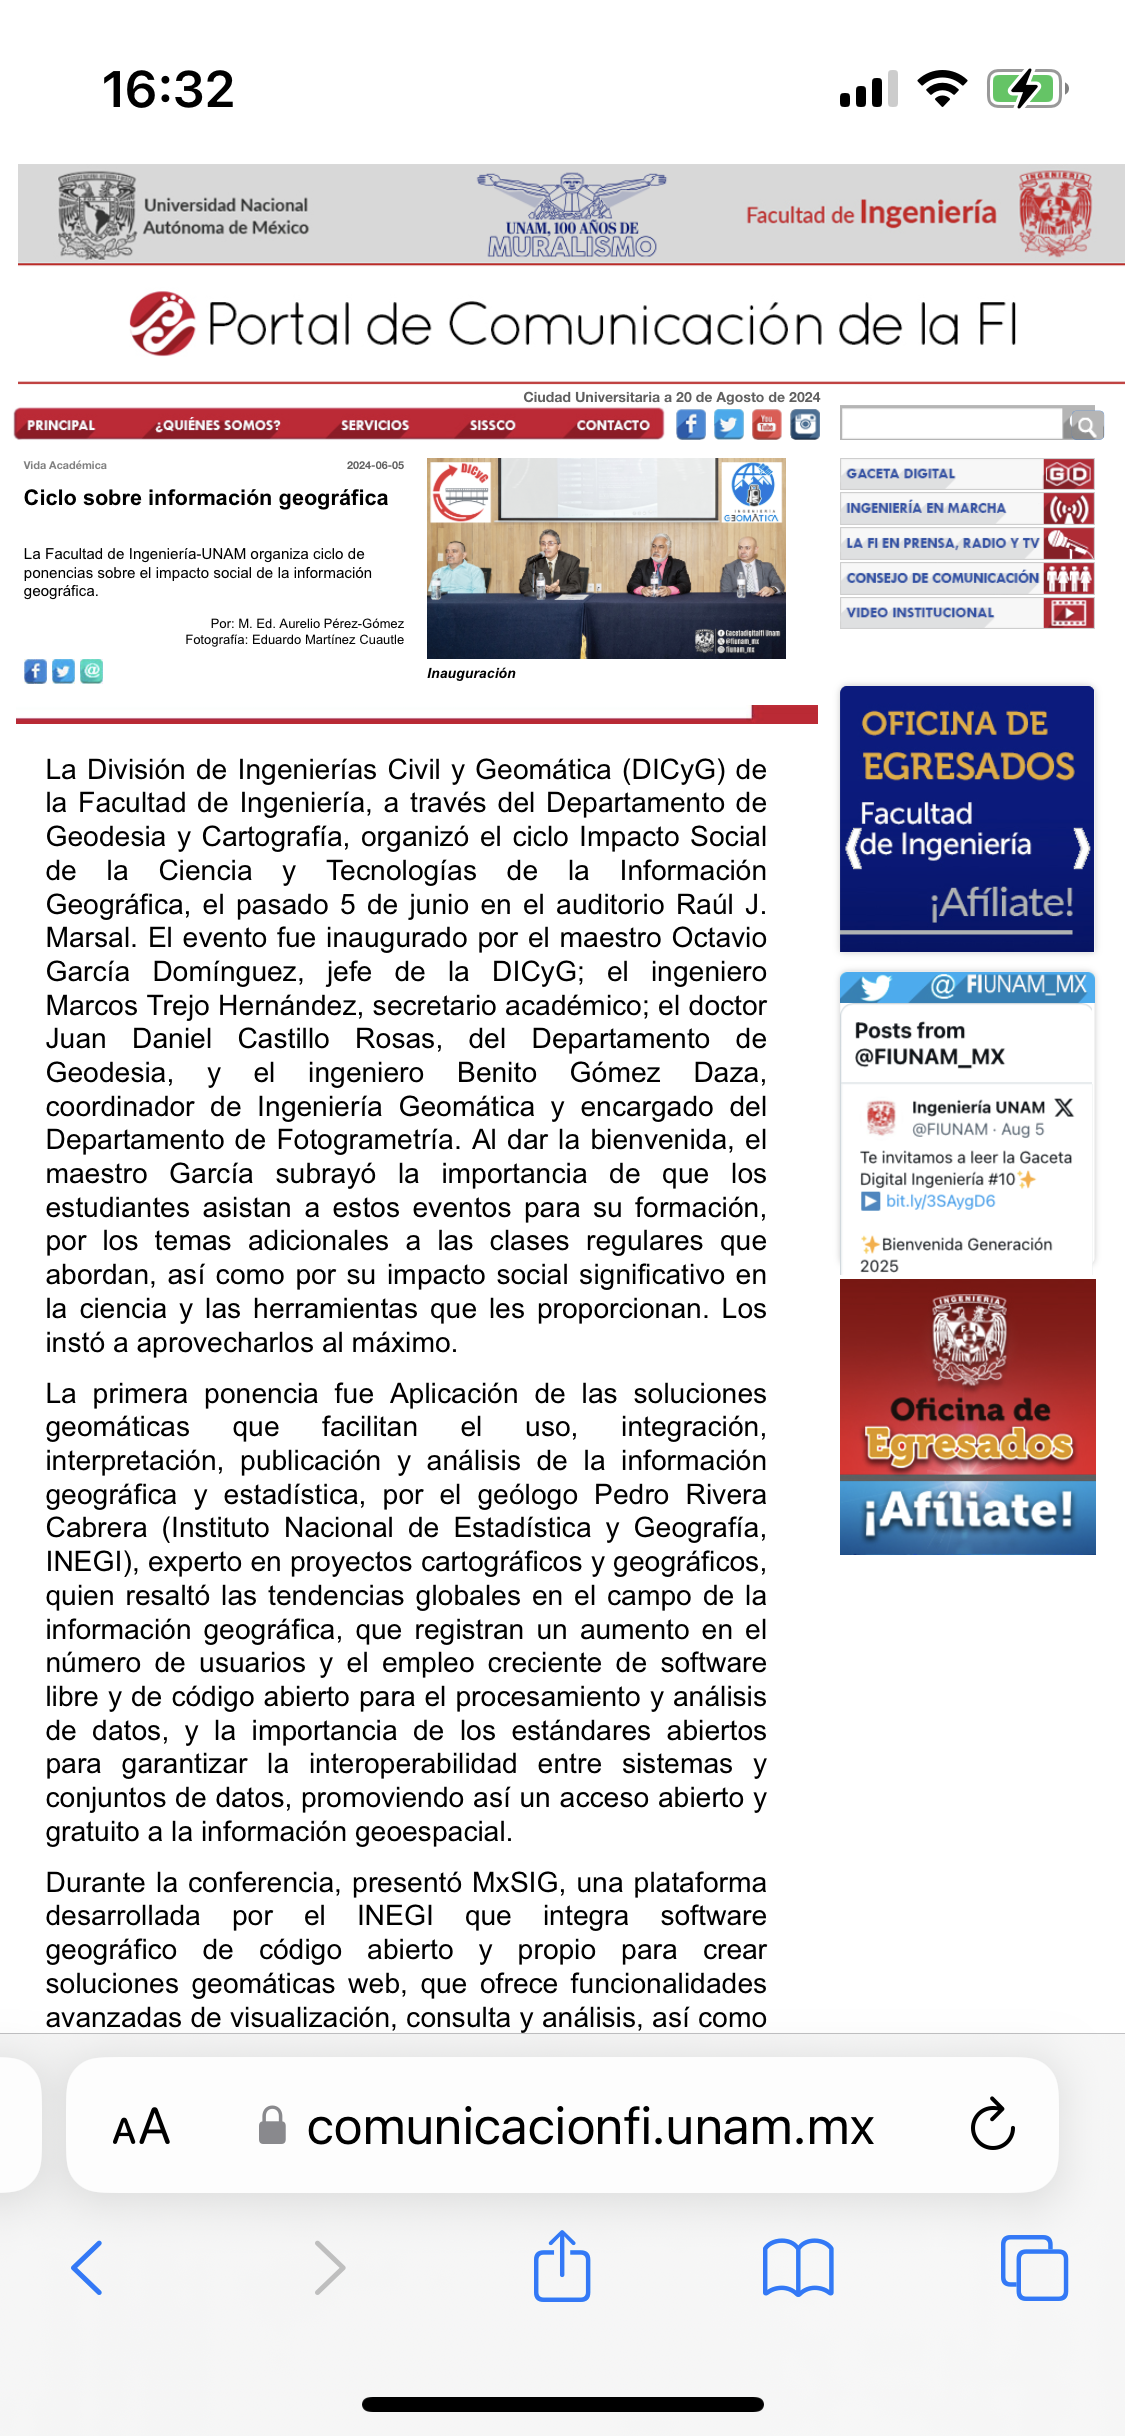 16:32
Universidad Nacional
Autónoma de México
UNAM, 100 AÑOS DE
MURALISMO
Facultad de Ingeniería
INGENIERIA
Portal de Comunicación de la FI
Ciudad Universitaria a 20 de Agosto de 2024
PRINCIPAL ¿QUIÉNES SOMOS? SERVICIOS SISSCO CONTACTO
You Tube
Vida Académica 2024-06-05
Ciclo sobre información geográfica
La Facultad de Ingeniería-UNAM organiza ciclo de
ponencias sobre el impacto social de la información
geográfica.
Por: M. Ed. Aurelio Pérez-Gómez
Fotografía: Eduardo Martínez Cuautle
DICyG
INGENIERÍA
GEOMÁTICA
Gacetadigitalfi Unam
@fiunam_mx
fiunam_mx
Inauguración
GACETA DIGITAL GD
INGENIERÍA EN MARCHA
LA FI EN PRENSA, RADIO Y TV
CONSEJO DE COMUNICACIÓN
VIDEO INSTITUCIONAL
La División de Ingenierías Civil y Geomática (DICyG) de
la Facultad de Ingeniería, a través del Departamento de
Geodesia y Cartografía, organizó el ciclo Impacto Social
de la Ciencia y Tecnologías de la Información
Geográfica, el pasado 5 de junio en el auditorio Raúl J.
Marsal. El evento fue inaugurado por el maestro Octavio
García Domínguez, jefe de la DICyG; el ingeniero
Marcos Trejo Hernández, secretario académico; el doctor
Juan Daniel Castillo Rosas, del Departamento de
Geodesia, y el ingeniero Benito Gómez Daza,
coordinador de Ingeniería Geomática y encargado del
Departamento de Fotogrametría. Al dar la bienvenida, el
maestro García subrayó la importancia de que los
estudiantes asistan a estos eventos para su formación,
por los temas adicionales a las clases regulares que
abordan, así como por su impacto social significativo en
la ciencia y las herramientas que les proporcionan. Los
instó a aprovecharlos al máximo.
La primera ponencia fue Aplicación de las soluciones
geomáticas que facilitan el uso, integración,
interpretación, publicación y análisis de la información
geográfica y estadística, por el geólogo Pedro Rivera
Cabrera (Instituto Nacional de Estadística y Geografía,
INEGI), experto en proyectos cartográficos y geográficos,
quien resaltó las tendencias globales en el campo de la
información geográfica, que registran un aumento en el
número de usuarios y el empleo creciente de software
libre y de código abierto para el procesamiento y análisis
de datos, y la importancia de los estándares abiertos
para garantizar la interoperabilidad entre sistemas y
conjuntos de datos, promoviendo así un acceso abierto y
gratuito a la información geoespacial.
Durante la conferencia, presentó MxSIG, una plataforma
desarrollada por el INEGI que integra software
geográfico de código abierto y propio para crear
soluciones geomáticas web, que ofrece funcionalidades
avanzadas de visualización, consulta y análisis, así como
OFICINA DE
EGRESADOS
Facultad
de Ingeniería
¡Afíliate!
@ FIUNAM_MX
Posts from
@FIUNAM_MX
Ingeniería UNAM X
@FIUNAM · Aug 5
Te invitamos a leer la Gaceta
Digital Ingeniería #10✨
▶️ bit.ly/3SAygD6
✨Bienvenida Generación
2025
INGENIERIA
Oficina de
Egresados
¡Afíliate!
AA comunicacionfi.unam.mx